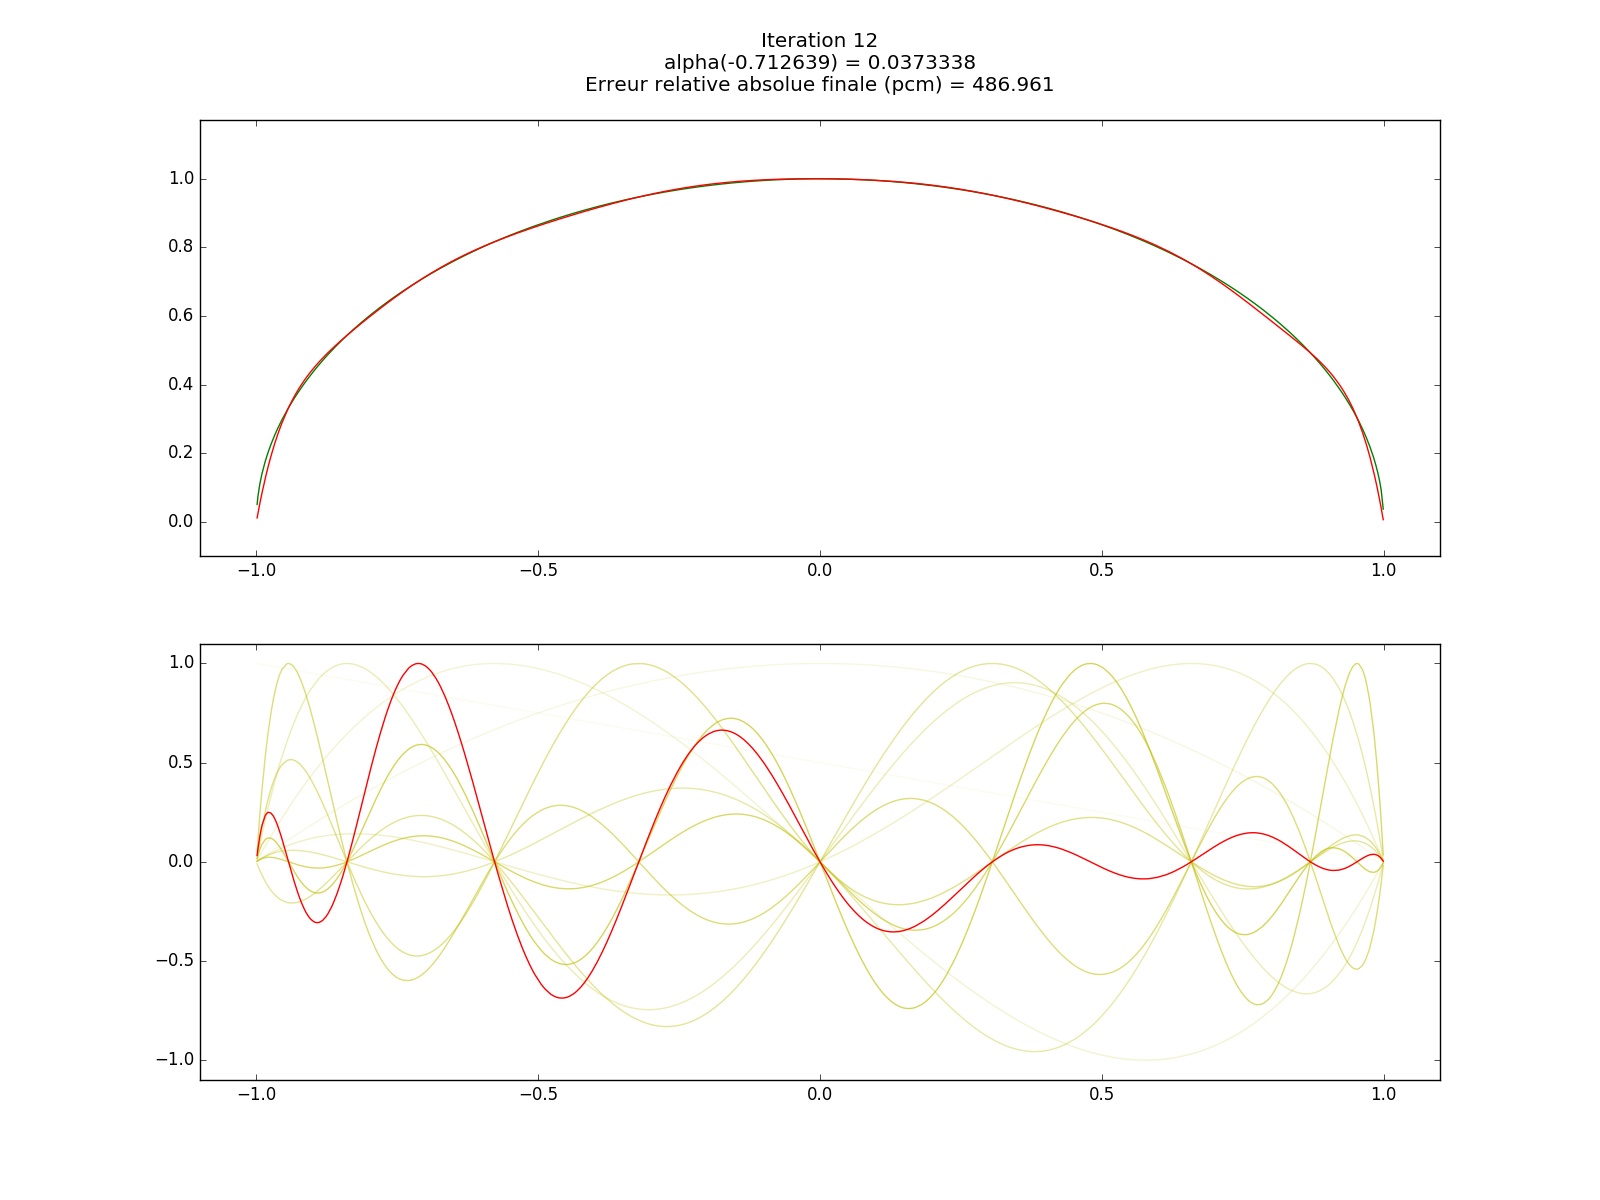 Iteration 12
alpha(-0.712639) = 0.0373338
Erreur relative absolue finale (pcm) = 486.961
1.0
0.8
0.6
0.4
0.2
0.0
−1.0 −0.5 0.0 0.5 1.0
1.0
0.5
0.0
−0.5
−1.0
−1.0 −0.5 0.0 0.5 1.0